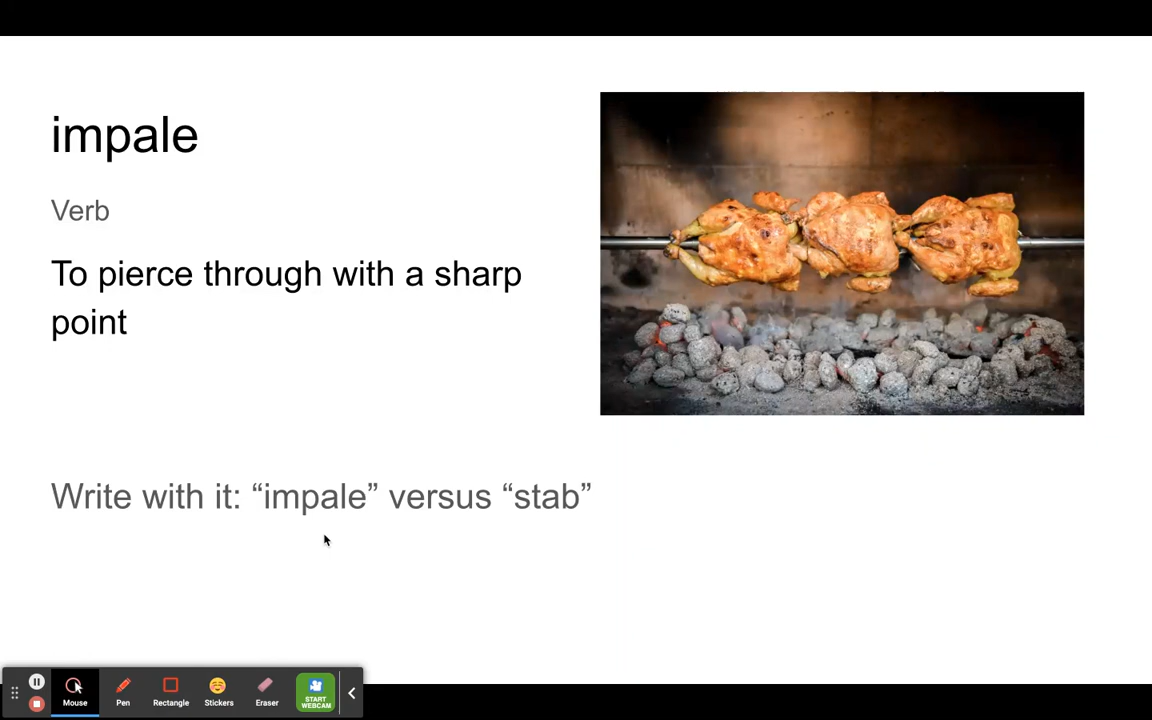 impale
Verb
To pierce through with a sharp
point
Write with it: “impale” versus “stab”
Mouse
Pen
Rectangle
Stickers
Eraser
START
WEBCAM